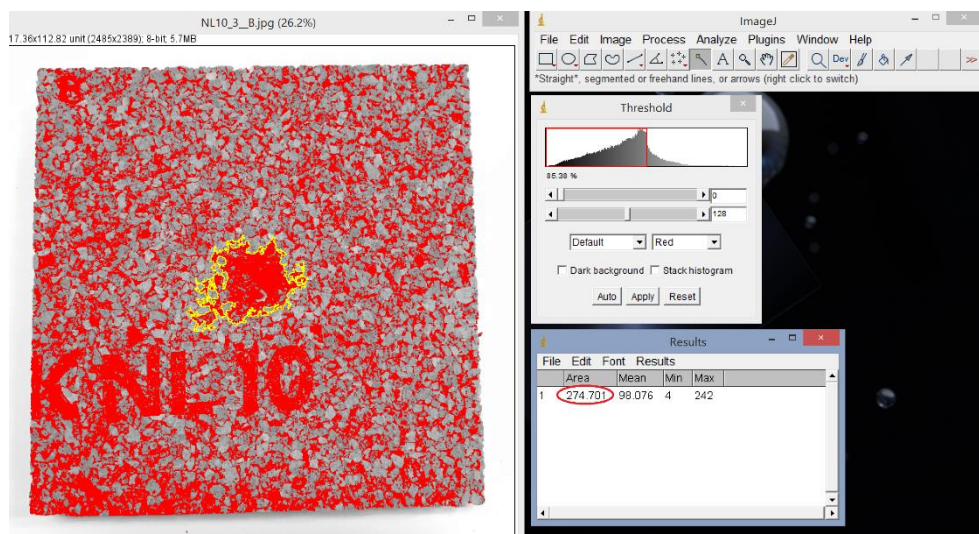 NL10_3__B.jpg (26.2%)
17.36x112.82 unit (2485x2389); 8-bit; 5.7MB
B
KNL10
ImageJ
File Edit Image Process Analyze Plugins Window Help
A Dev >>
*Straight*, segmented or freehand lines, or arrows (right click to switch)
Threshold
85.38 %
0
128
Default Red
Dark background Stack histogram
Auto Apply Reset
Results
File Edit Font Results
Area Mean Min Max
1 274.701 98.076 4 242